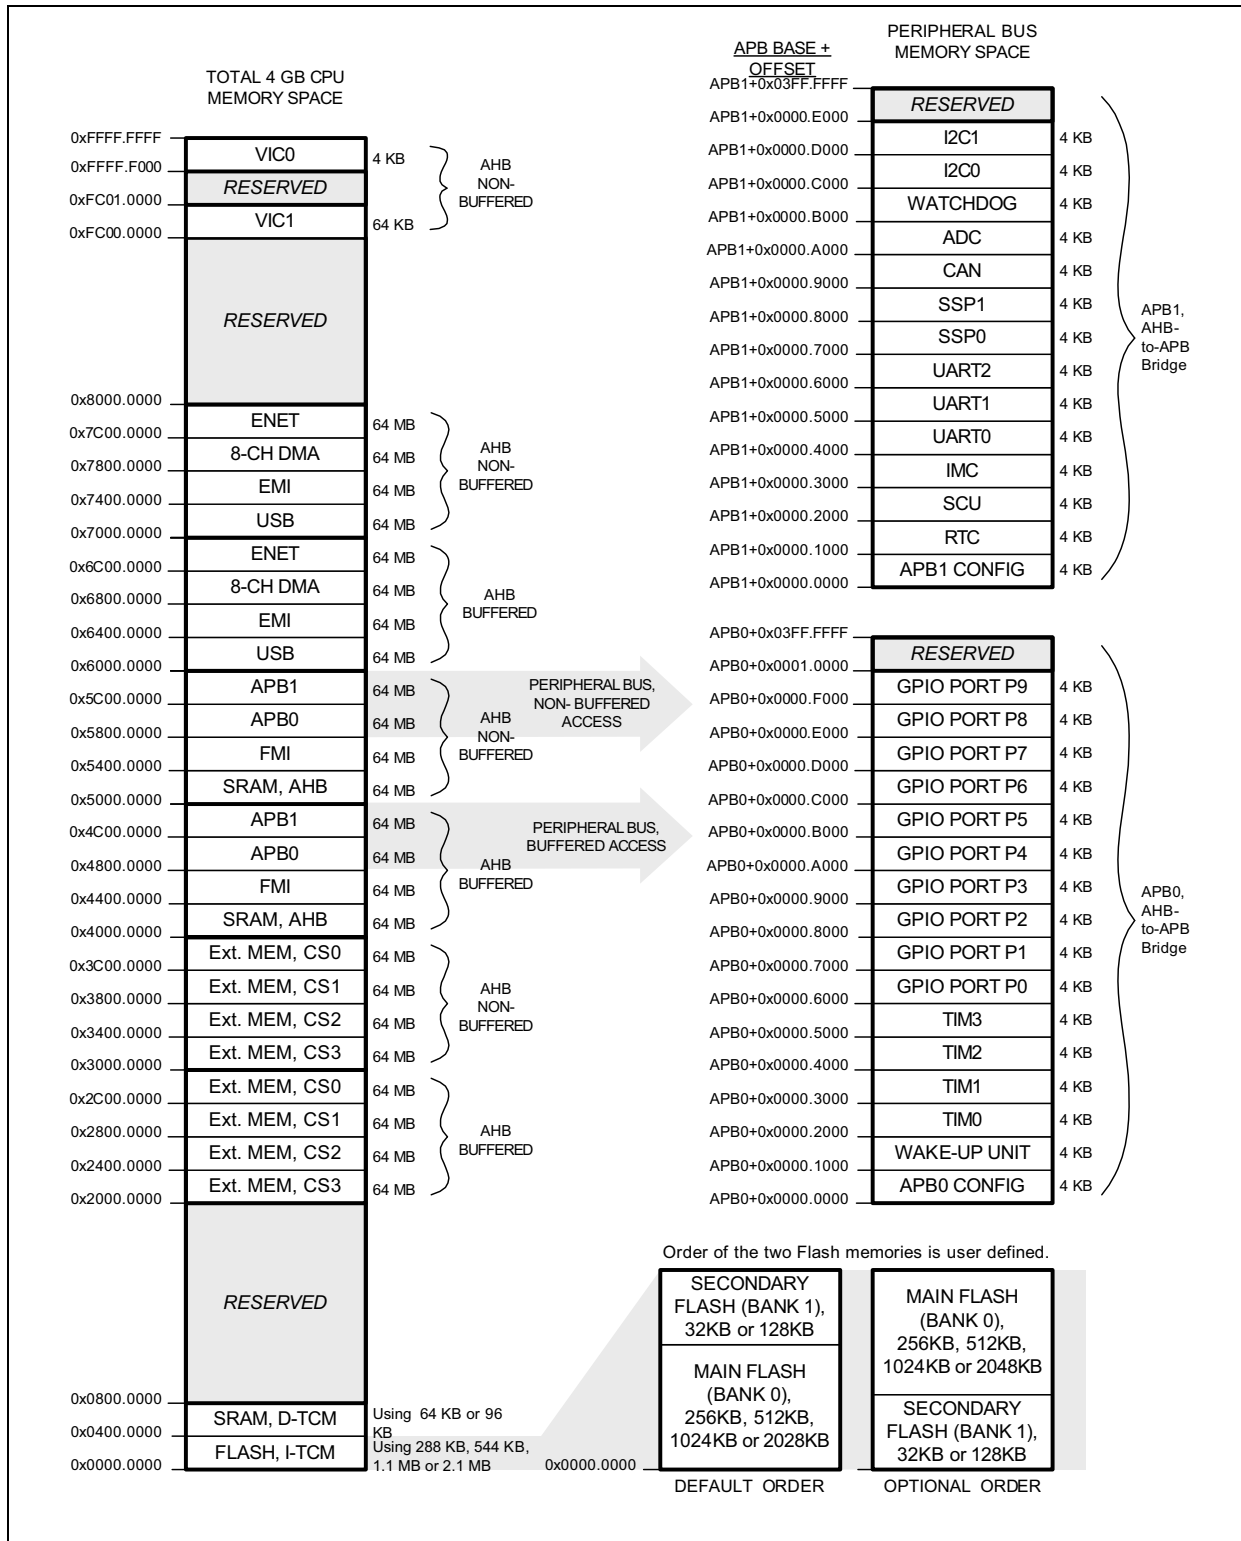 TOTAL 4 GB CPU
MEMORY SPACE
0xFFFF.FFFF
VIC0
4 KB
0xFFFF.F000
RESERVED
0xFC01.0000
VIC1
64 KB
0xFC00.0000
AHB
NON-
BUFFERED
RESERVED
0x8000.0000
ENET
64 MB
0x7C00.0000
8-CH DMA
64 MB
0x7800.0000
EMI
64 MB
0x7400.0000
USB
64 MB
0x7000.0000
AHB
NON-
BUFFERED
ENET
64 MB
0x6C00.0000
8-CH DMA
64 MB
0x6800.0000
EMI
64 MB
0x6400.0000
USB
64 MB
0x6000.0000
AHB
BUFFERED
APB1
64 MB
0x5C00.0000
APB0
64 MB
0x5800.0000
FMI
64 MB
0x5400.0000
SRAM, AHB
64 MB
0x5000.0000
AHB
NON-
BUFFERED
PERIPHERAL BUS,
NON- BUFFERED
ACCESS
APB1
64 MB
0x4C00.0000
APB0
64 MB
0x4800.0000
FMI
64 MB
0x4400.0000
SRAM, AHB
64 MB
0x4000.0000
AHB
BUFFERED
PERIPHERAL BUS,
BUFFERED ACCESS
Ext. MEM, CS0
64 MB
0x3C00.0000
Ext. MEM, CS1
64 MB
0x3800.0000
Ext. MEM, CS2
64 MB
0x3400.0000
Ext. MEM, CS3
64 MB
0x3000.0000
AHB
NON-
BUFFERED
Ext. MEM, CS0
64 MB
0x2C00.0000
Ext. MEM, CS1
64 MB
0x2800.0000
Ext. MEM, CS2
64 MB
0x2400.0000
Ext. MEM, CS3
64 MB
0x2000.0000
AHB
BUFFERED
RESERVED
0x0800.0000
SRAM, D-TCM
Using 64 KB or 96
KB
0x0400.0000
FLASH, I-TCM
Using 288 KB, 544 KB,
1.1 MB or 2.1 MB
0x0000.0000
APB BASE +
OFFSET
PERIPHERAL BUS
MEMORY SPACE
APB1+0x03FF.FFFF
RESERVED
APB1+0x0000.E000
I2C1
4 KB
APB1+0x0000.D000
I2C0
4 KB
APB1+0x0000.C000
WATCHDOG
4 KB
APB1+0x0000.B000
ADC
4 KB
APB1+0x0000.A000
CAN
4 KB
APB1+0x0000.9000
SSP1
4 KB
APB1+0x0000.8000
SSP0
4 KB
APB1+0x0000.7000
UART2
4 KB
APB1+0x0000.6000
UART1
4 KB
APB1+0x0000.5000
UART0
4 KB
APB1+0x0000.4000
IMC
4 KB
APB1+0x0000.3000
SCU
4 KB
APB1+0x0000.2000
RTC
4 KB
APB1+0x0000.1000
APB1 CONFIG
4 KB
APB1+0x0000.0000
APB1,
AHB-
to-APB
Bridge
APB0+0x03FF.FFFF
RESERVED
APB0+0x0001.0000
GPIO PORT P9
4 KB
APB0+0x0000.F000
GPIO PORT P8
4 KB
APB0+0x0000.E000
GPIO PORT P7
4 KB
APB0+0x0000.D000
GPIO PORT P6
4 KB
APB0+0x0000.C000
GPIO PORT P5
4 KB
APB0+0x0000.B000
GPIO PORT P4
4 KB
APB0+0x0000.A000
GPIO PORT P3
4 KB
APB0+0x0000.9000
GPIO PORT P2
4 KB
APB0+0x0000.8000
GPIO PORT P1
4 KB
APB0+0x0000.7000
GPIO PORT P0
4 KB
APB0+0x0000.6000
TIM3
4 KB
APB0+0x0000.5000
TIM2
4 KB
APB0+0x0000.4000
TIM1
4 KB
APB0+0x0000.3000
TIM0
4 KB
APB0+0x0000.2000
WAKE-UP UNIT
4 KB
APB0+0x0000.1000
APB0 CONFIG
4 KB
APB0+0x0000.0000
APB0,
AHB-
to-APB
Bridge
Order of the two Flash memories is user defined.
SECONDARY
FLASH (BANK 1),
32KB or 128KB
MAIN FLASH
(BANK 0),
256KB, 512KB,
1024KB or 2028KB
0x0000.0000
DEFAULT ORDER
MAIN FLASH
(BANK 0),
256KB, 512KB,
1024KB or 2048KB
SECONDARY
FLASH (BANK 1),
32KB or 128KB
OPTIONAL ORDER